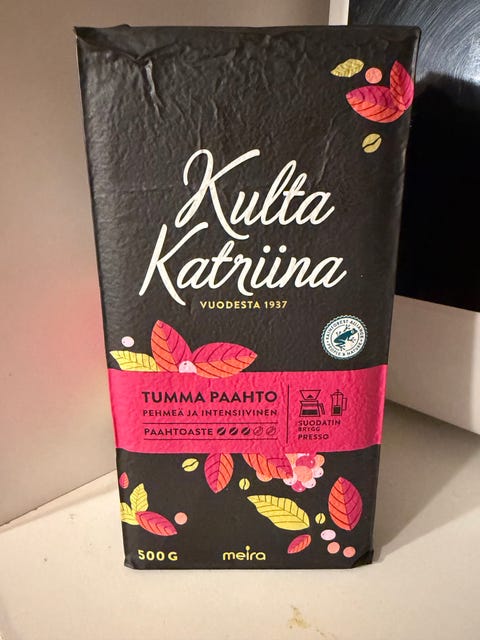 Kulta
Katriina
VUODESTA 1937
TUMMA PAAHTO
PEHMEÄ JA INTENSIIVINEN
PAAHTOASTE
SUODATIN
BRYGG
PRESSO
500 G
meira